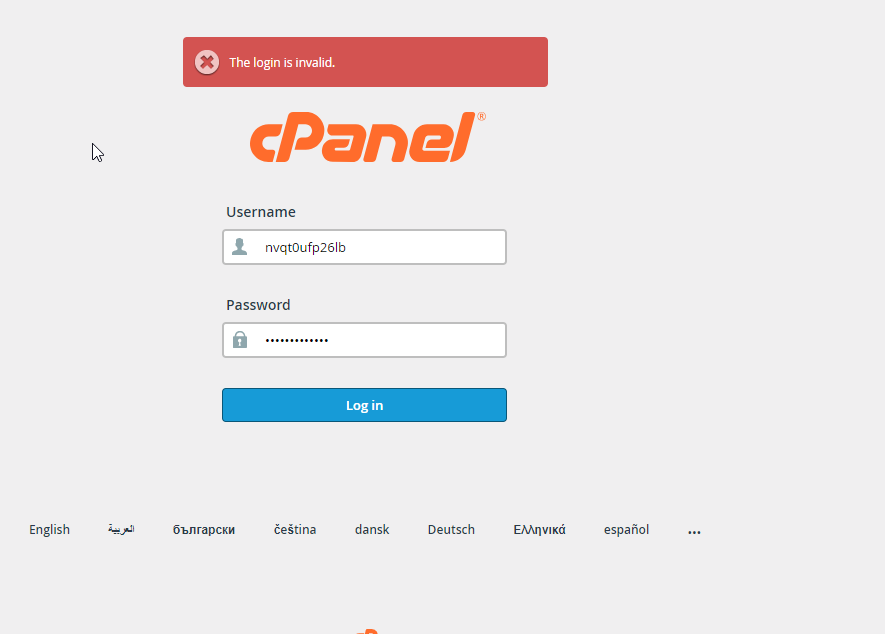 The login is invalid.
cPanel®
Username
nvqt0ufp26lb
Password
•••••••••••••
Log in
English العربية български čeština dansk Deutsch Ελληνικά español ...